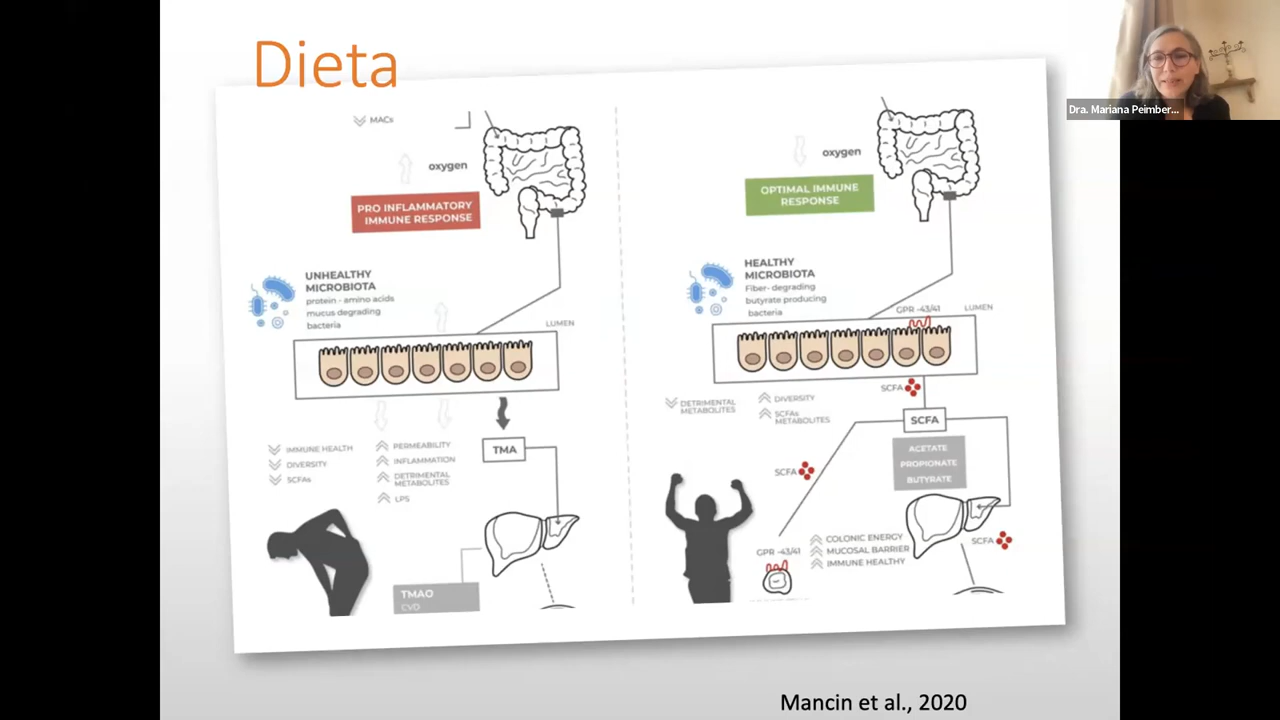 Dieta
Dra. Mariana Peimber...
MACs
oxygen
PRO INFLAMMATORY
IMMUNE RESPONSE
UNHEALTHY
MICROBIOTA
protein - amino acids
mucus degrading
bacteria
LUMEN
IMMUNE HEALTH
DIVERSITY
SCFAs
PERMEABILITY
INFLAMMATION
DETRIMENTAL
METABOLITES
LPS
TMA
TMAO
CVD
oxygen
OPTIMAL IMMUNE
RESPONSE
HEALTHY
MICROBIOTA
Fiber- degrading
butyrate producing
bacteria
GPR -43/41
LUMEN
DETRIMENTAL
METABOLITES
DIVERSITY
SCFAs
METABOLITES
SCFA
SCFA
ACETATE
PROPIONATE
BUTYRATE
SCFA
GPR -43/41
COLONIC ENERGY
MUCOSAL BARRIER
IMMUNE HEALTHY
SCFA
Mancin et al., 2020